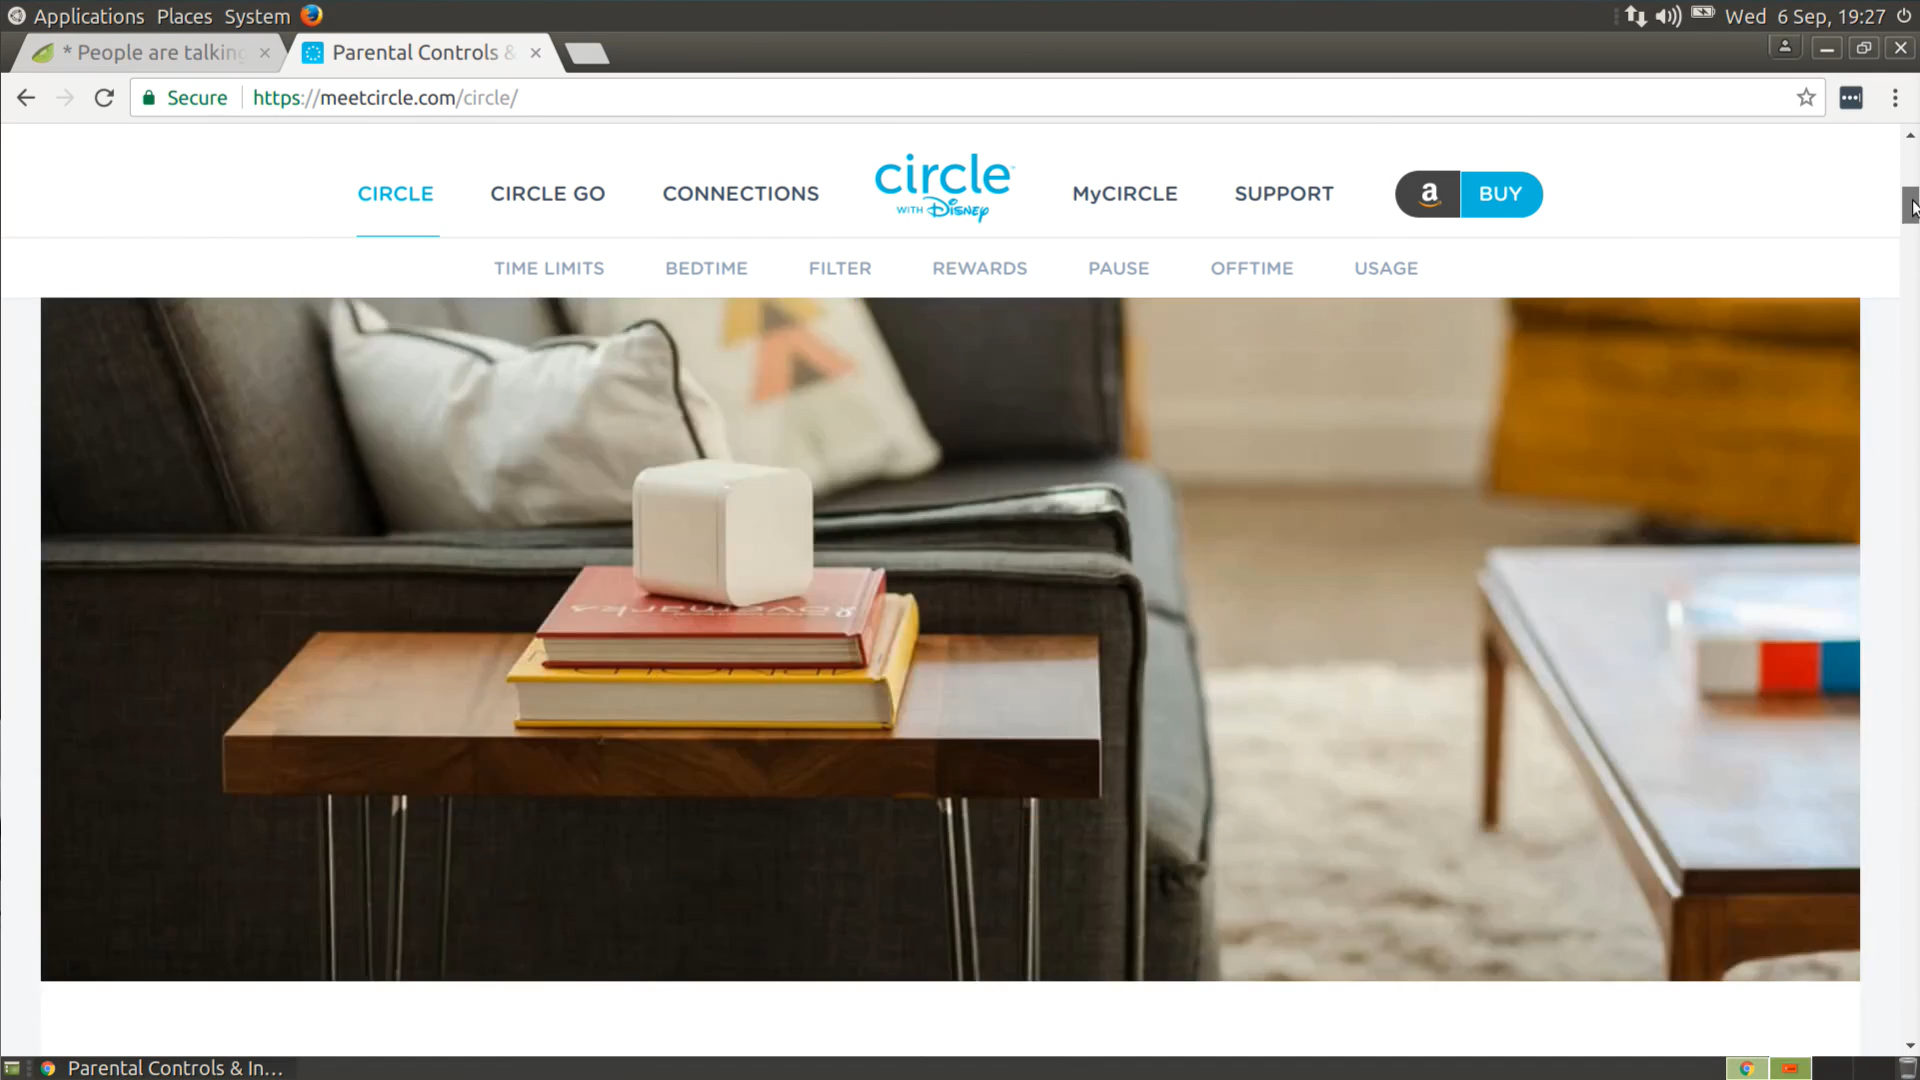 Applications Places System Wed 6 Sep, 19:27
* People are talking Parental Controls &
Secure https://meetcircle.com/circle/
CIRCLE CIRCLE GO CONNECTIONS circle WITH Disney MyCIRCLE SUPPORT a BUY
TIME LIMITS BEDTIME FILTER REWARDS PAUSE OFFTIME USAGE
Parental Controls & In...